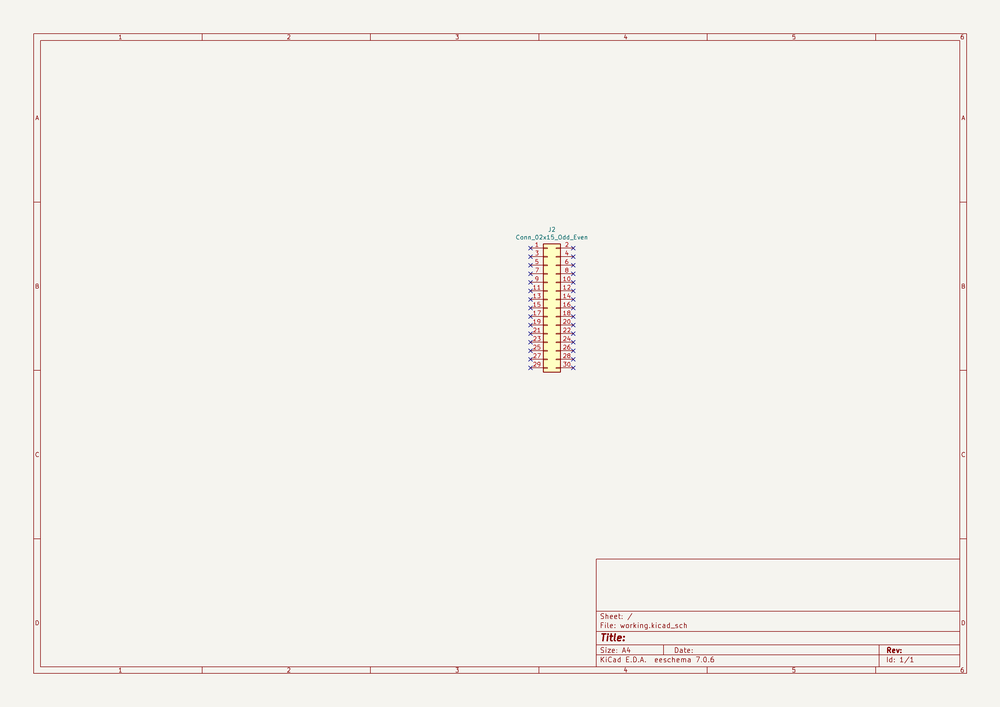 1 2 3 4 5 6
A A
J2
Conn_02x15_Odd_Even
1 2
3 4
5 6
7 8
9 10
B B
11 12
13 14
15 16
17 18
19 20
21 22
23 24
25 26
27 28
29 30
C C
Sheet: /
File: working.kicad_sch
D D
Title:
Size: A4 Date: Rev:
KiCad E.D.A. eeschema 7.0.6 Id: 1/1
1 2 3 4 5 6